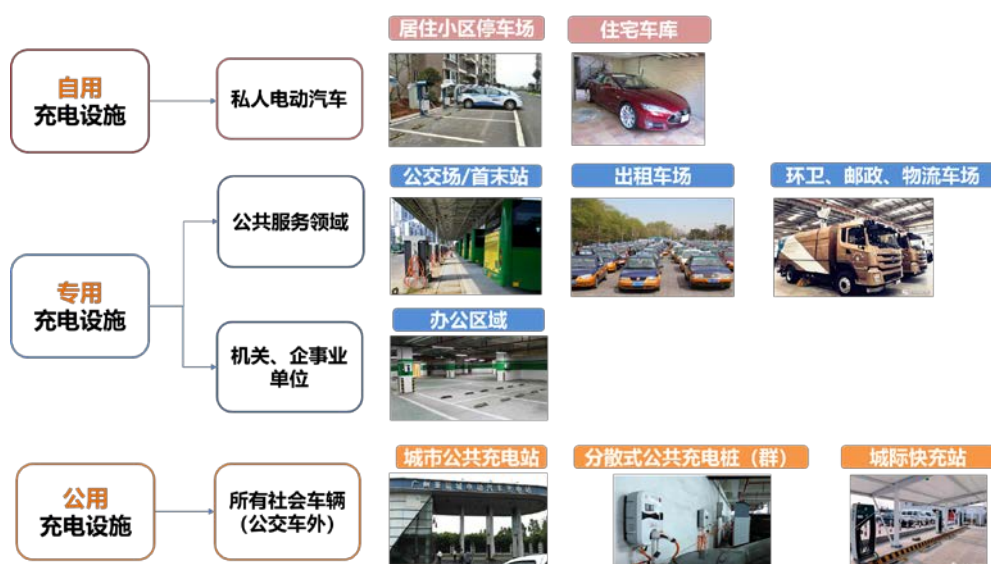 居住小区停车场
住宅车库
自用
充电设施
私人电动汽车
公交场/首末站
出租车场
环卫、邮政、物流车场
公共服务领域
专用
充电设施
办公区域
机关、企事业
单位
城市公共充电站
分散式公共充电桩（群）
城际快充站
公用
充电设施
所有社会车辆
(公交车外)